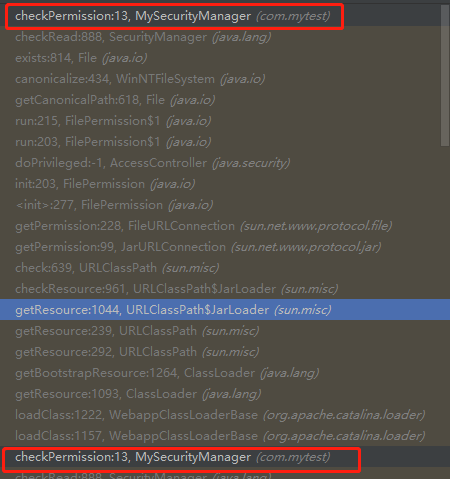 checkPermission:13, MySecurityManager (com.mytest)
checkRead:888, SecurityManager (java.lang)
exists:814, File (java.io)
canonicalize:434, WinNTFileSystem (java.io)
getCanonicalPath:618, File (java.io)
run:215, FilePermission$1 (java.io)
run:203, FilePermission$1 (java.io)
doPrivileged:-1, AccessController (java.security)
init:203, FilePermission (java.io)
<init>:277, FilePermission (java.io)
getPermission:228, FileURLConnection (sun.net.www.protocol.file)
getPermission:99, JarURLConnection (sun.net.www.protocol.jar)
check:639, URLClassPath (sun.misc)
checkResource:961, URLClassPath$JarLoader (sun.misc)
getResource:1044, URLClassPath$JarLoader (sun.misc)
getResource:239, URLClassPath (sun.misc)
getResource:292, URLClassPath (sun.misc)
getBootstrapResource:1264, ClassLoader (java.lang)
getResource:1093, ClassLoader (java.lang)
loadClass:1222, WebappClassLoaderBase (org.apache.catalina.loader)
loadClass:1157, WebappClassLoaderBase (org.apache.catalina.loader)
checkPermission:13, MySecurityManager (com.mytest)
checkRead:888, SecurityManager (java.lang)